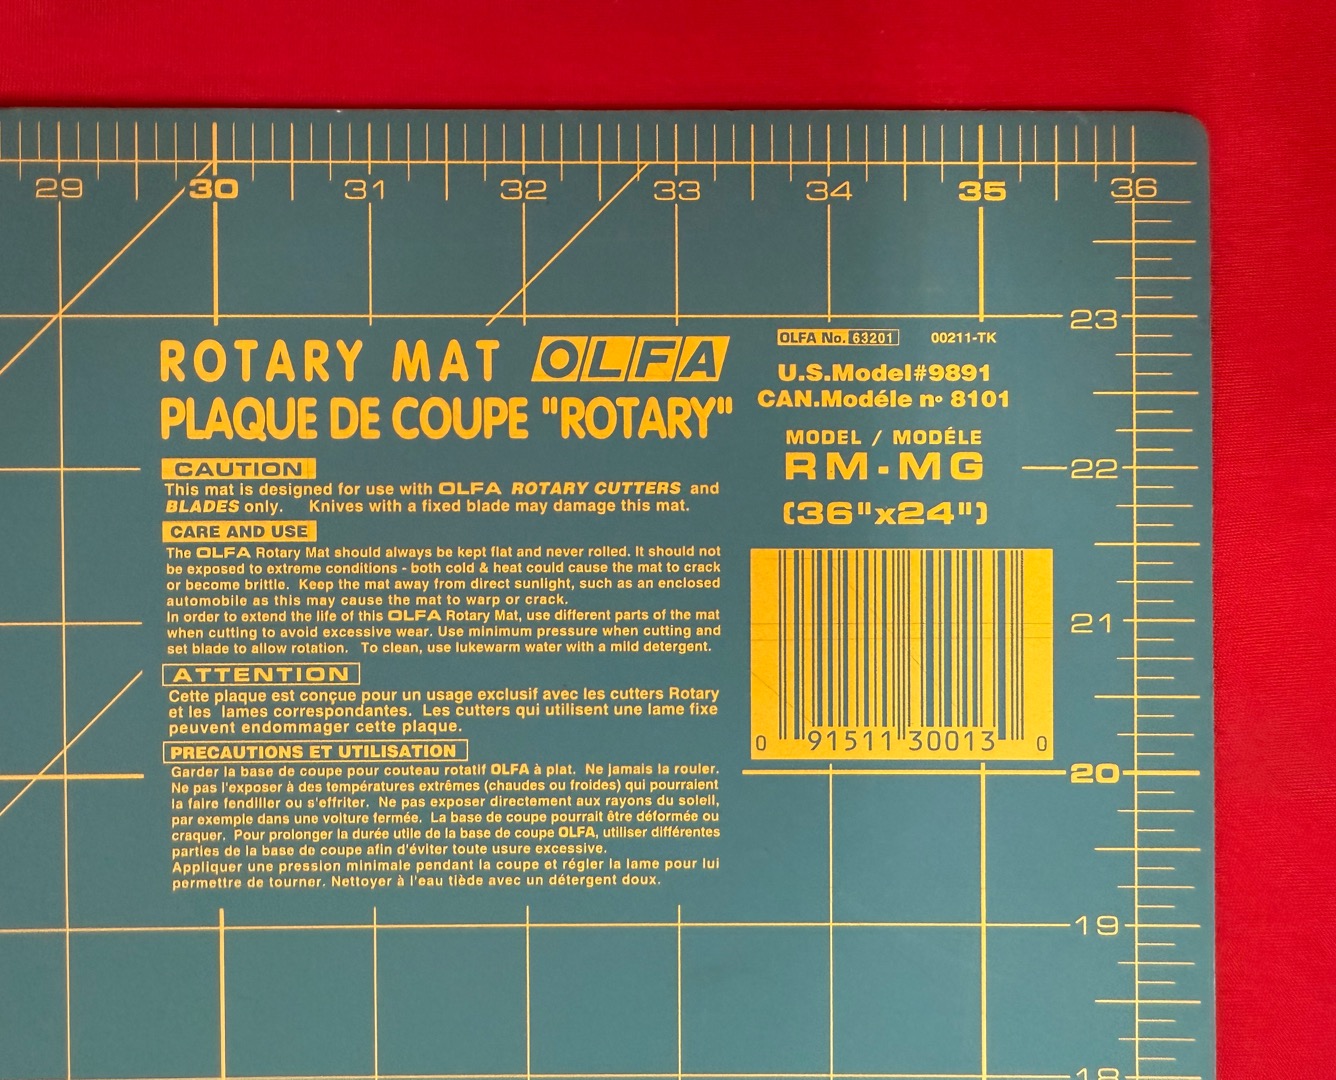 29 30 31 32 33 34 35 36
23
ROTARY MAT OLFA
PLAQUE DE COUPE "ROTARY"
CAUTION
This mat is designed for use with OLFA ROTARY CUTTERS and
BLADES only. Knives with a fixed blade may damage this mat.
CARE AND USE
The OLFA Rotary Mat should always be kept flat and never rolled. It should not
be exposed to extreme conditions - both cold & heat could cause the mat to crack
or become brittle. Keep the mat away from direct sunlight, such as an enclosed
automobile as this may cause the mat to warp or crack.
In order to extend the life of this OLFA Rotary Mat, use different parts of the mat
when cutting to avoid excessive wear. Use minimum pressure when cutting and
set blade to allow rotation. To clean, use lukewarm water with a mild detergent.
ATTENTION
Cette plaque est conçue pour un usage exclusif avec les cutters Rotary
et les lames correspondantes. Les cutters qui utilisent une lame fixe
peuvent endommager cette plaque.
PRECAUTIONS ET UTILISATION
Garder la base de coupe pour couteau rotatif OLFA à plat. Ne jamais la rouler.
Ne pas l'exposer à des températures extrêmes (chaudes ou froides) qui pourraient
la faire fendiller ou s'effriter. Ne pas exposer directement aux rayons du soleil,
par exemple dans une voiture fermée. La base de coupe pourrait être déformée ou
craquer. Pour prolonger la durée utile de la base de coupe OLFA, utiliser différentes
parties de la base de coupe afin d'éviter toute usure excessive.
Appliquer une pression minimale pendant la coupe et régler la lame pour lui
permettre de tourner. Nettoyer à l'eau tiède avec un détergent doux.
OLFA No. 63201 00211-TK
U.S.Model#9891
CAN.Modéle nº 8101
MODEL / MODÉLE
RM-MG
(36"x24")
0 91511 30013 0
22
21
20
19
18